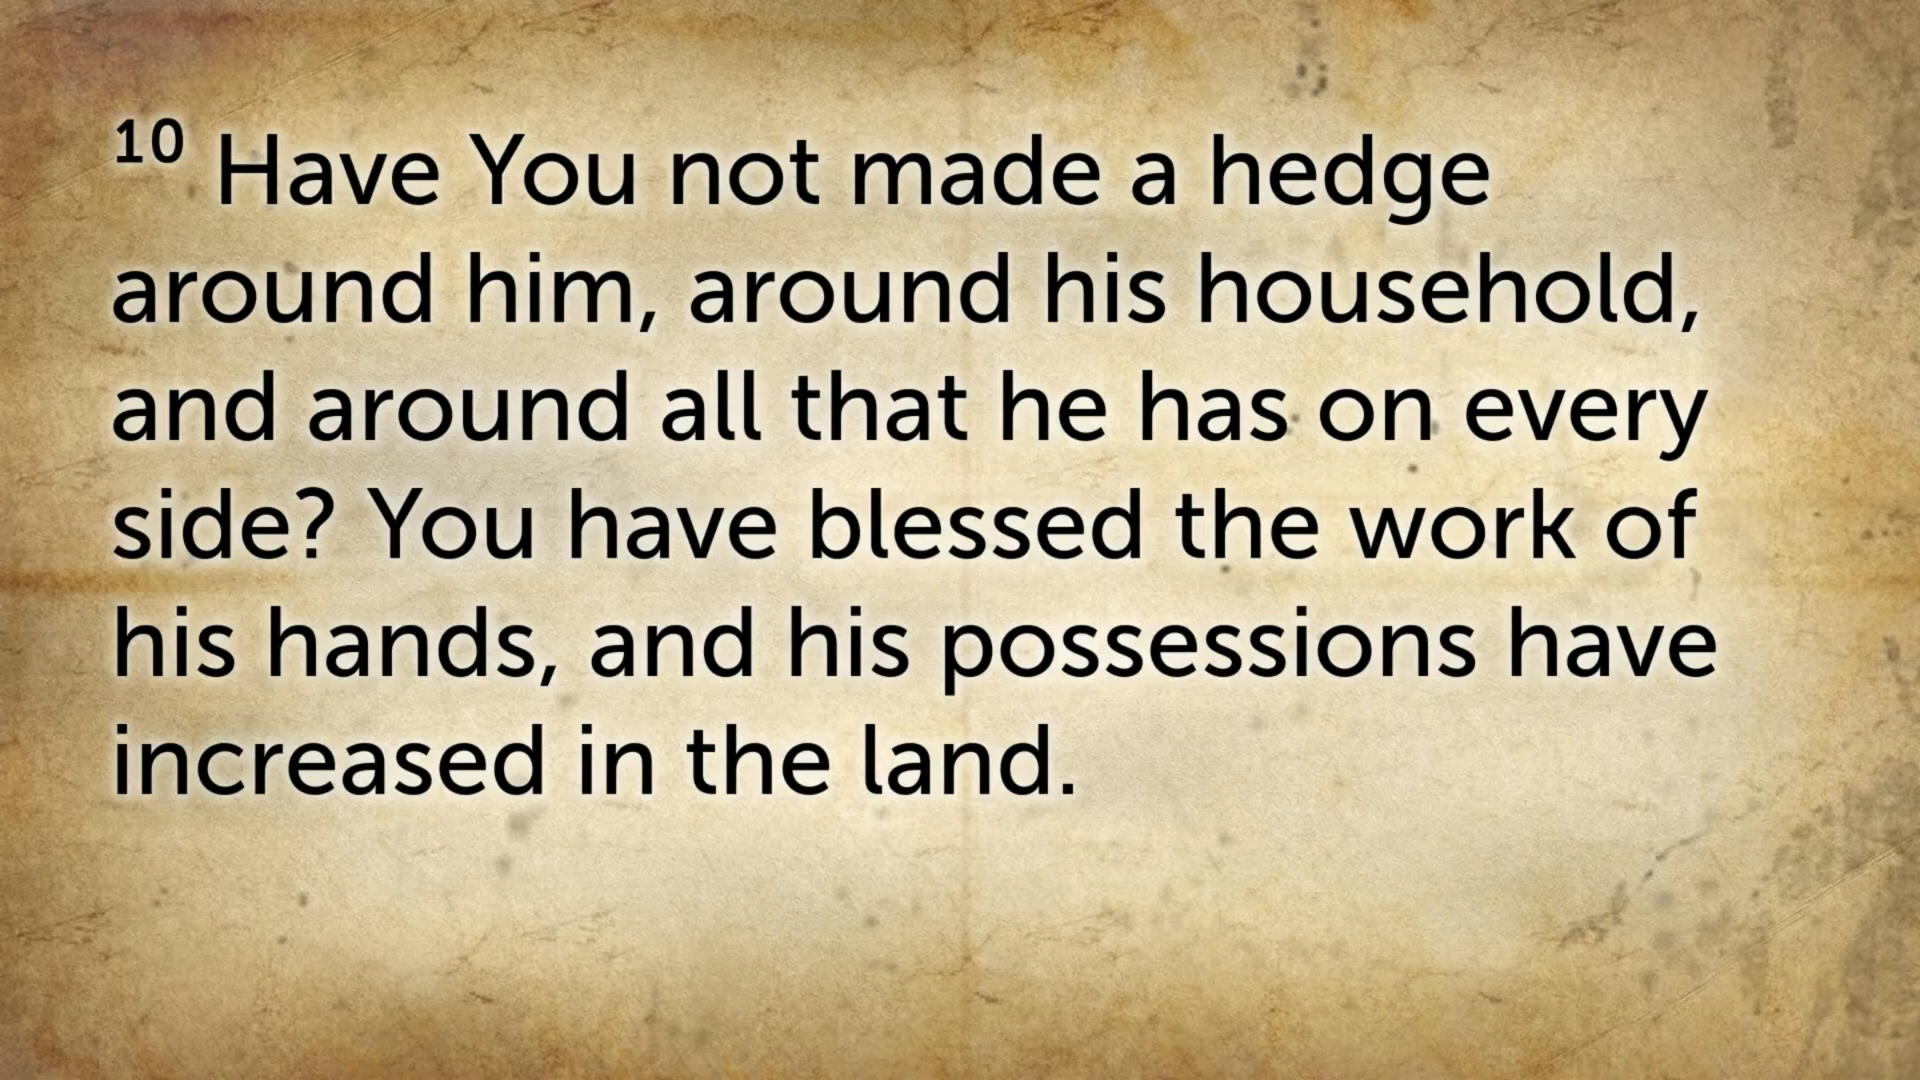 10 Have You not made a hedge
around him, around his household,
and around all that he has on every
side? You have blessed the work of
his hands, and his possessions have
increased in the land.